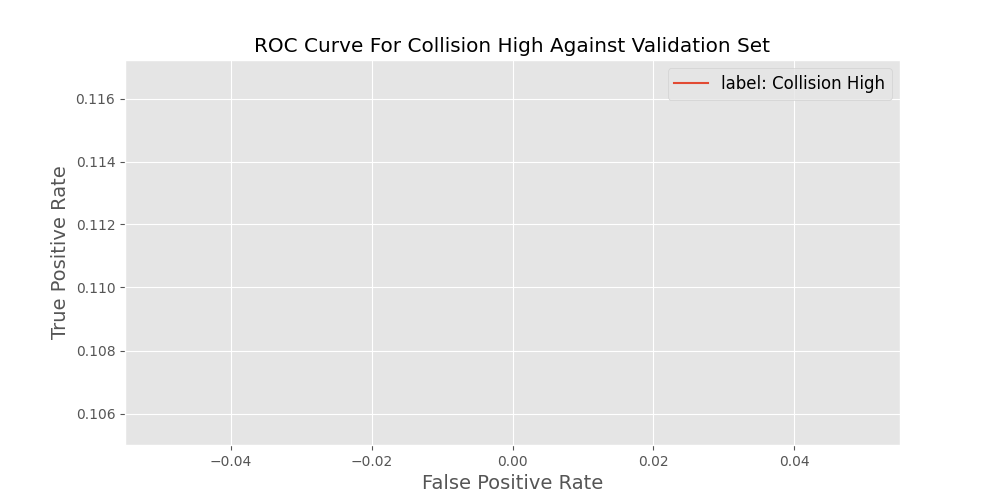 ROC Curve For Collision High Against Validation Set
label: Collision High
True Positive Rate
0.116
0.114
0.112
0.110
0.108
0.106
−0.04
−0.02
0.00
0.02
0.04
False Positive Rate